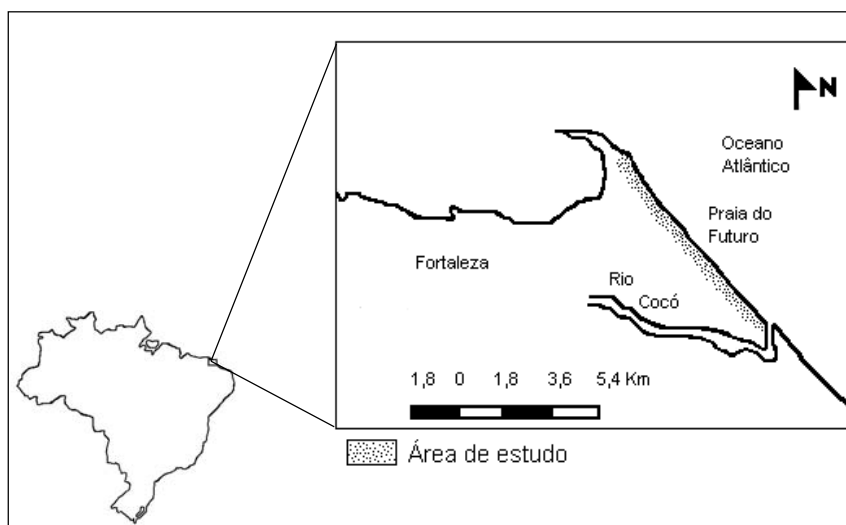 N
Oceano
Atlântico
Praia do
Futuro
Fortaleza
Rio
Cocó
1,8 0 1,8 3,6 5,4 Km
Área de estudo